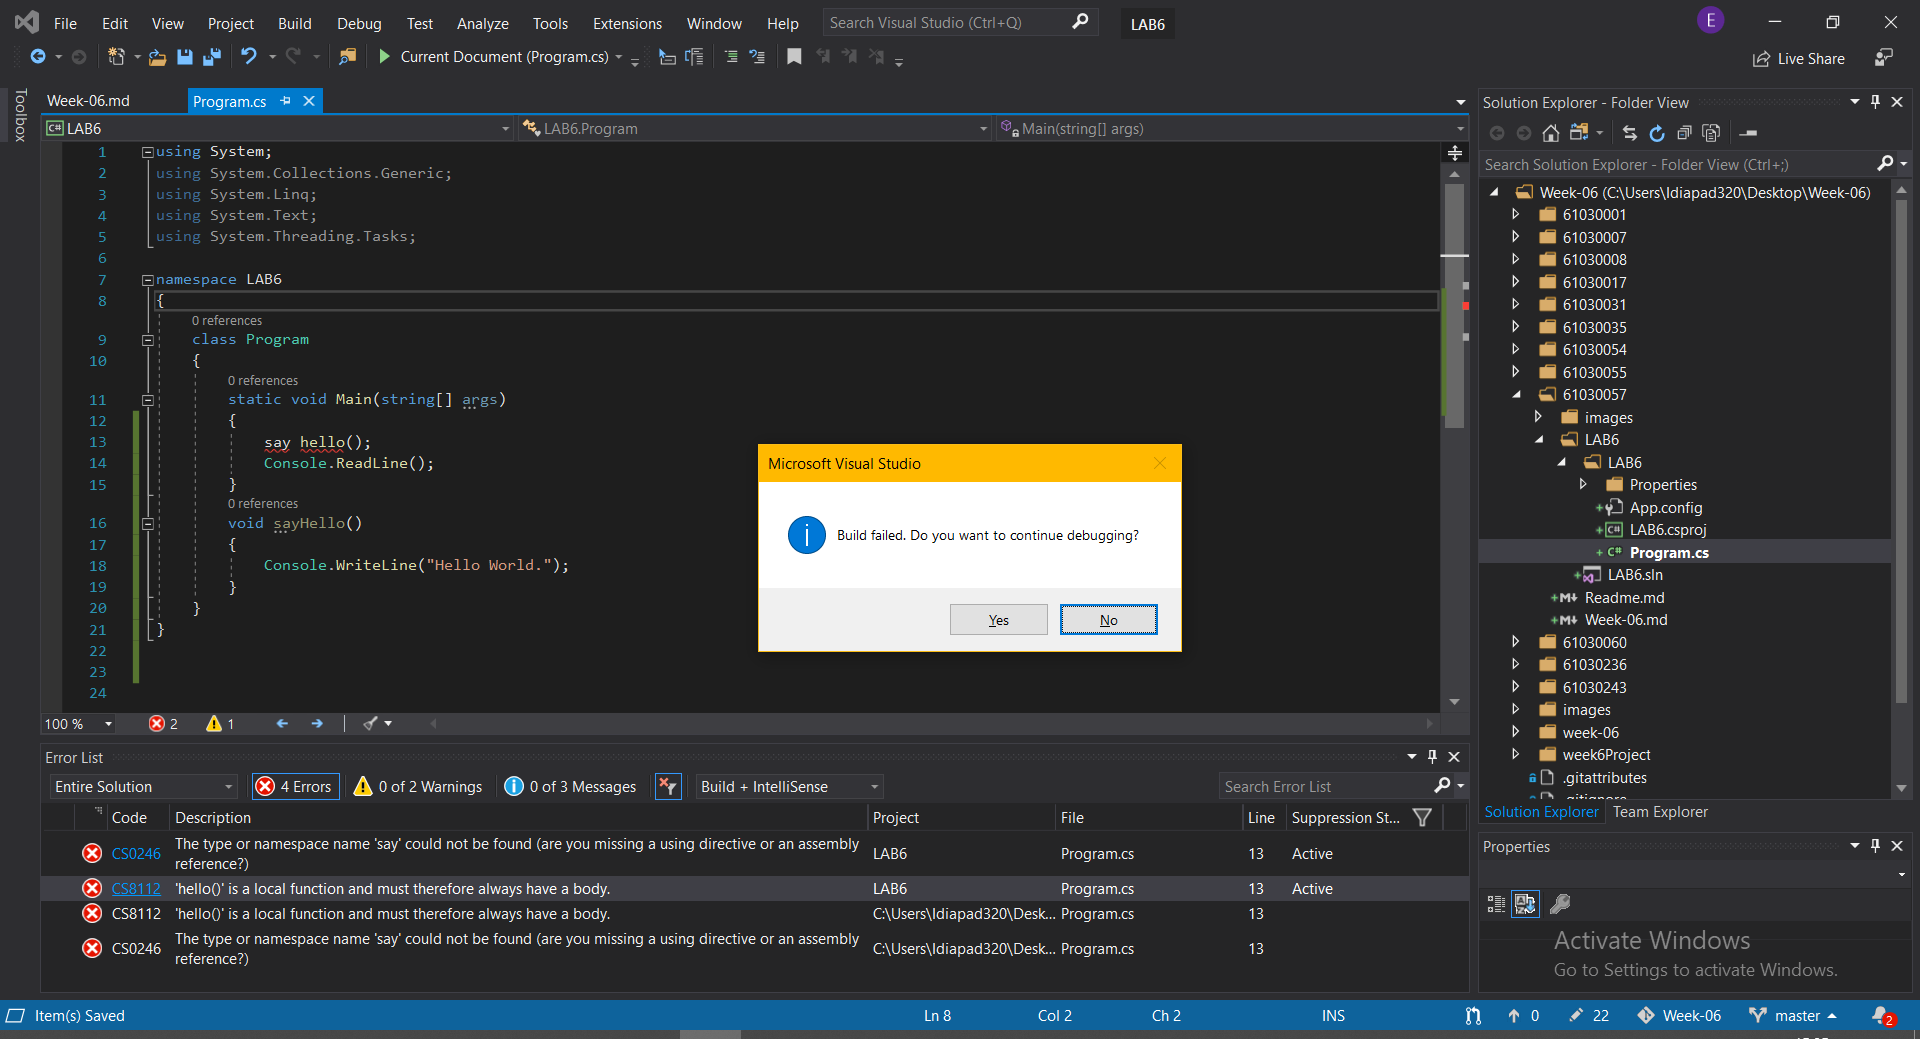 File Edit View Project Build Debug Test Analyze Tools Extensions Window Help Search Visual Studio (Ctrl+Q) LAB6 E
Current Document (Program.cs) Live Share
Toolbox
Week-06.md Program.cs
C# LAB6 LAB6.Program Main(string[] args)
1 using System;
2 using System.Collections.Generic;
3 using System.Linq;
4 using System.Text;
5 using System.Threading.Tasks;
6
7 namespace LAB6
8 {
0 references
9 class Program
10 {
0 references
11 static void Main(string[] args)
12 {
13 say hello();
14 Console.ReadLine();
15 }
0 references
16 void sayHello()
17 {
18 Console.WriteLine("Hello World.");
19 }
20 }
21 }
22
23
24
100 % 2 1
Microsoft Visual Studio
Build failed. Do you want to continue debugging?
Yes No
Error List
Entire Solution 4 Errors 0 of 2 Warnings 0 of 3 Messages Build + IntelliSense Search Error List
Code Description Project File Line Suppression St...
CS0246 The type or namespace name 'say' could not be found (are you missing a using directive or an assembly
reference?) LAB6 Program.cs 13 Active
CS8112 'hello()' is a local function and must therefore always have a body. LAB6 Program.cs 13 Active
CS8112 'hello()' is a local function and must therefore always have a body. C:\Users\Idiapad320\Desk... Program.cs 13
CS0246 The type or namespace name 'say' could not be found (are you missing a using directive or an assembly
reference?) C:\Users\Idiapad320\Desk... Program.cs 13
Solution Explorer - Folder View
Search Solution Explorer - Folder View (Ctrl+;)
Week-06 (C:\Users\Idiapad320\Desktop\Week-06)
61030001
61030007
61030008
61030017
61030031
61030035
61030054
61030055
61030057
images
LAB6
LAB6
Properties
App.config
C# LAB6.csproj
C# Program.cs
LAB6.sln
M Readme.md
M Week-06.md
61030060
61030236
61030243
images
week-06
week6Project
.gitattributes
.gitignore
Solution Explorer Team Explorer
Properties
Activate Windows
Go to Settings to activate Windows.
Item(s) Saved Ln 8 Col 2 Ch 2 INS 0 22 Week-06 master 2